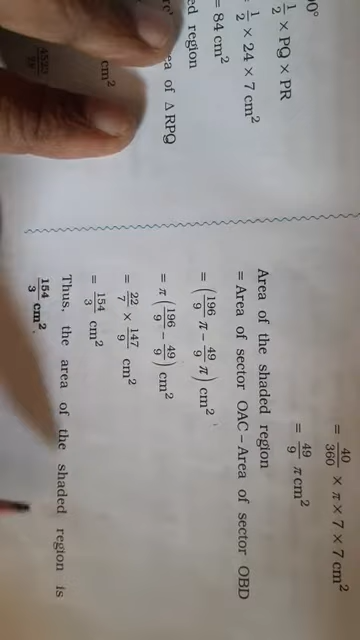 90°
1/2 × PQ × PR
= 1/2 × 24 × 7 cm²
= 84 cm²
ed region
ea of △ RPQ
cm²
= 40/360 × π × 7 × 7 cm²
= 49/9 π cm²
Area of the shaded region
= Area of sector OAC – Area of sector OBD
= (196/9 π – 49/9 π) cm²
= π (196/9 – 49/9) cm²
= 22/7 × 147/9 cm²
= 154/3 cm²
Thus, the area of the shaded region is
154/3 cm².